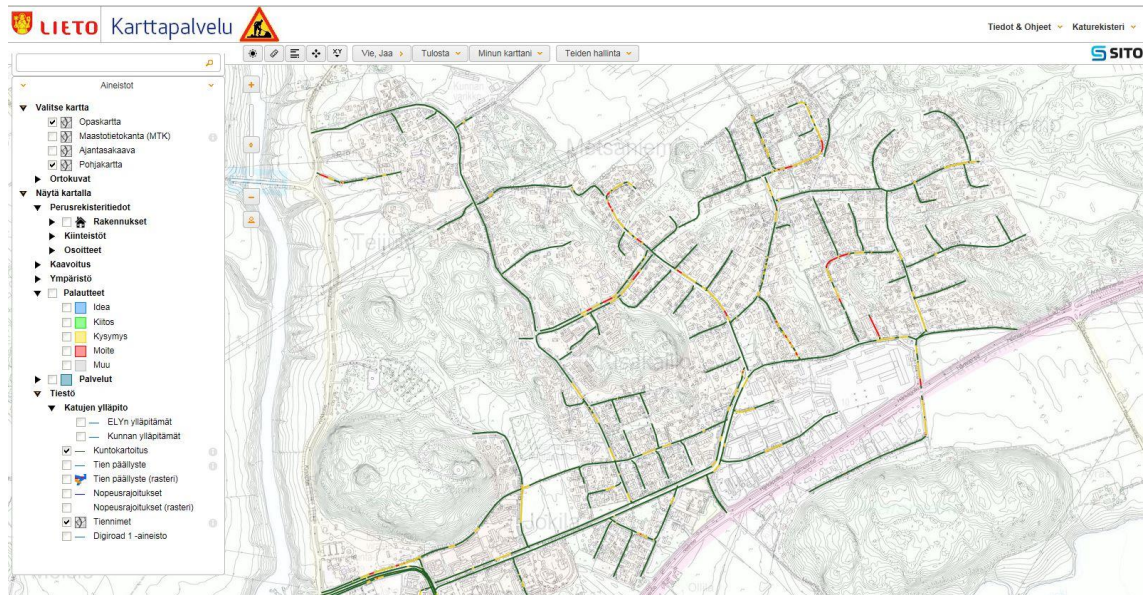 LIETO
Karttapalvelu
Tiedot & Ohjeet
Katurekisteri
X,Y
Vie, Jaa
Tulosta
Minun karttani
Teiden hallinta
SITO
Aineistot
Valitse kartta
Opaskartta
Maastotietokanta (MTK)
Ajantasakaava
Pohjakartta
Ortokuvat
Näytä kartalla
Perusrekisteritiedot
Rakennukset
Kiinteistöt
Osoitteet
Kaavoitus
Ympäristö
Palautteet
Idea
Kiitos
Kysymys
Moite
Muu
Palvelut
Tiestö
Katujen ylläpito
ELYn ylläpitämät
Kunnan ylläpitämät
Kuntokartoitus
Tien päällyste
Tien päällyste (rasteri)
Nopeusrajoitukset
Nopeusrajoitukset (rasteri)
Tiennimet
Digiroad 1 -aineisto